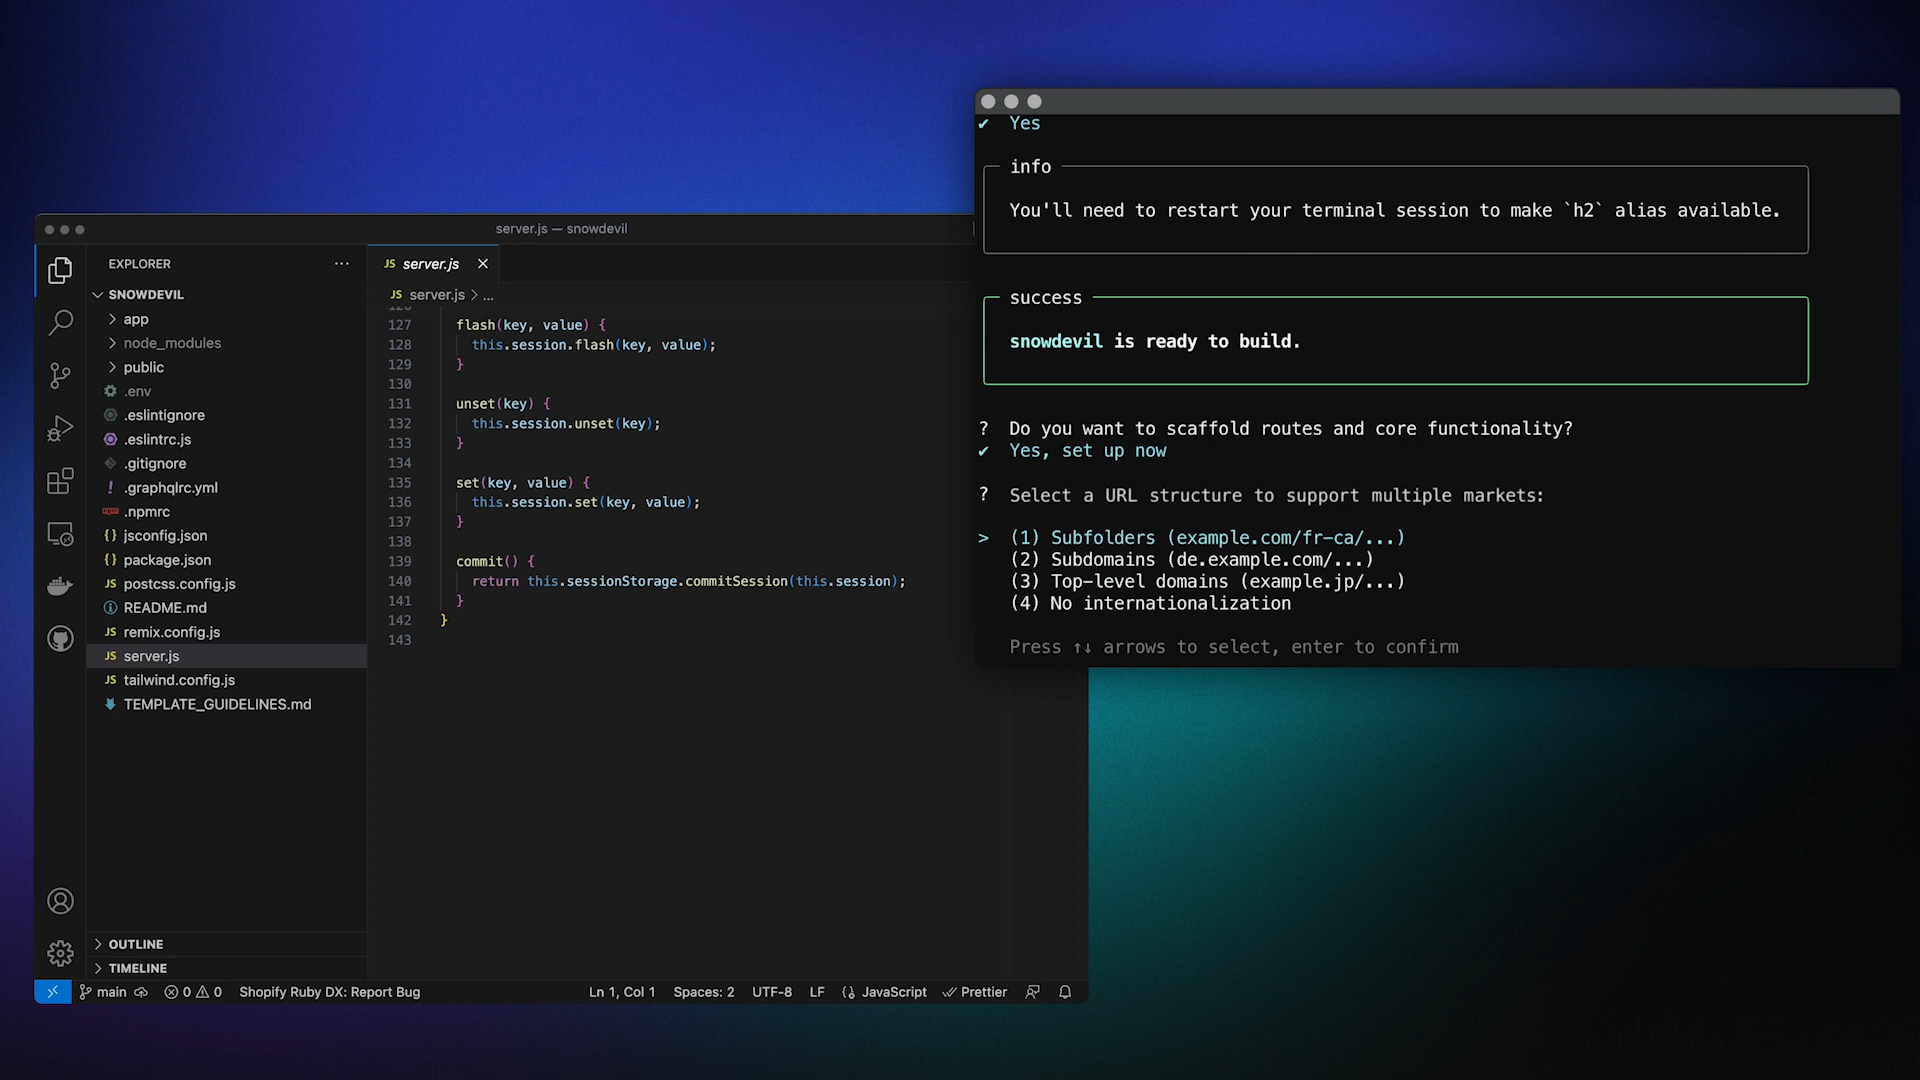 server.js — snowdevil
EXPLORER
SNOWDEVIL
app
node_modules
public
.env
.eslintignore
.eslintrc.js
.gitignore
! .graphqlrc.yml
.npmrc
{} jsconfig.json
{} package.json
JS postcss.config.js
README.md
JS remix.config.js
JS server.js
JS tailwind.config.js
TEMPLATE_GUIDELINES.md
OUTLINE
TIMELINE
JS server.js
JS server.js > ...
127 flash(key, value) {
128 this.session.flash(key, value);
129 }
130
131 unset(key) {
132 this.session.unset(key);
133 }
134
135 set(key, value) {
136 this.session.set(key, value);
137 }
138
139 commit() {
140 return this.sessionStorage.commitSession(this.session);
141 }
142 }
143
main 0 0 Shopify Ruby DX: Report Bug Ln 1, Col 1 Spaces: 2 UTF-8 LF JavaScript Prettier
✔ Yes
info
You'll need to restart your terminal session to make `h2` alias available.
success
snowdevil is ready to build.
? Do you want to scaffold routes and core functionality?
✔ Yes, set up now
? Select a URL structure to support multiple markets:
> (1) Subfolders (example.com/fr-ca/...)
(2) Subdomains (de.example.com/...)
(3) Top-level domains (example.jp/...)
(4) No internationalization
Press ↑↓ arrows to select, enter to confirm